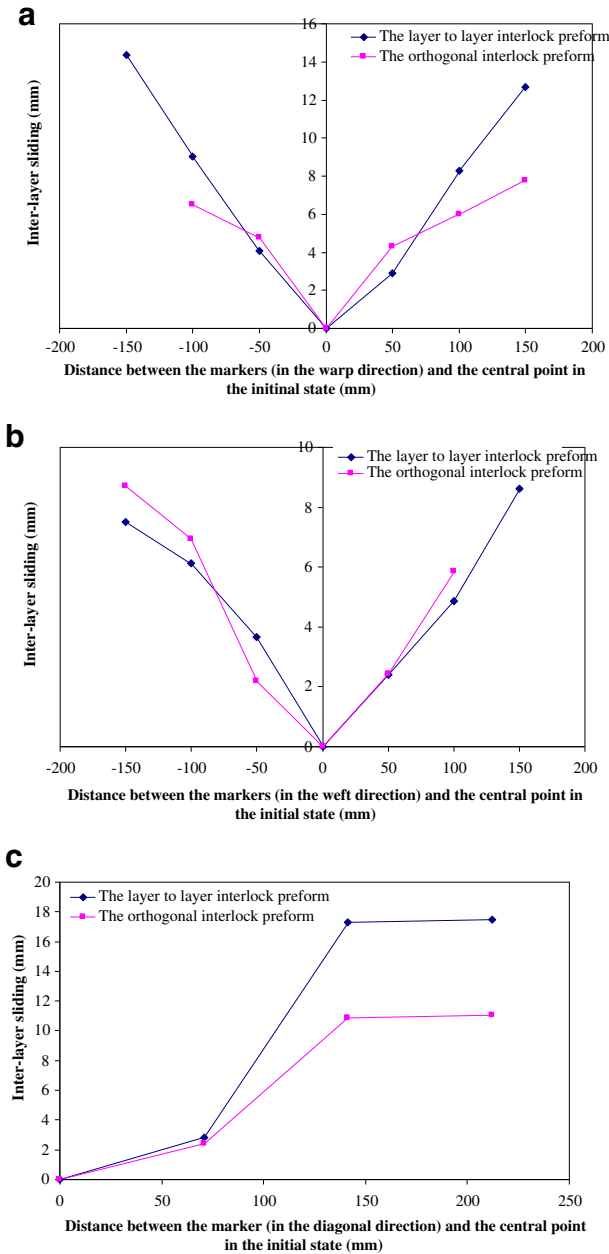 a
16
The layer to layer interlock preform
14
The orthogonal interlock preform
12
10
8
6
4
2
0
Inter-layer sliding (mm)
-200 -150 -100 -50 0 50 100 150 200
Distance between the markers (in the warp direction) and the central point in
the initinal state (mm)
b
10
The layer to layer interlock preform
The orthogonal interlock preform
8
6
4
2
0
Inter-layer sliding (mm)
-200 -150 -100 -50 0 50 100 150 200
Distance between the markers (in the weft direction) and the central point in
the initial state (mm)
c
20
The layer to layer interlock preform
18
The orthogonal interlock preform
16
14
12
10
8
6
4
2
0
Inter-layer sliding (mm)
0 50 100 150 200 250
Distance between the marker (in the diagonal direction) and the central point
in the initial state (mm)